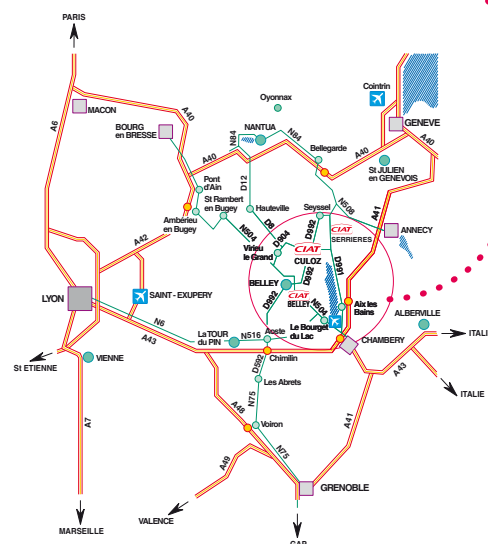 PARIS
Cointrin
Oyonnax
MACON
BOURG
en BRESSE
GENEVE
NANTUA
N84
N84
A40
A40
A40
A40
A6
Bellegarde
St JULIEN
en GENEVOIS
Pont
d'Ain
D12
St Rambert
en Bugey
Hauteville
Seyssel
N508
A41
Ambérieu
en Bugey
D8
N504
D904
D992
CIAT
SERRIERES
ANNECY
A42
Virieu
le Grand
CIAT
CULOZ
D991
BELLEY
D992
LYON
SAINT-EXUPERY
D992
CIAT
BELLEY
N504
Aix les
Bains
ALBERVILLE
N6
La TOUR
du PIN
N516
Aoste
Le Bourget
du Lac
CHAMBERY
ITALI
A43
Chimilin
St ETIENNE
VIENNE
D592
Les Abrets
A43
ITALIE
A7
N75
A48
A41
Voiron
N75
A49
GRENOBLE
VALENCE
MARSEILLE
GAP